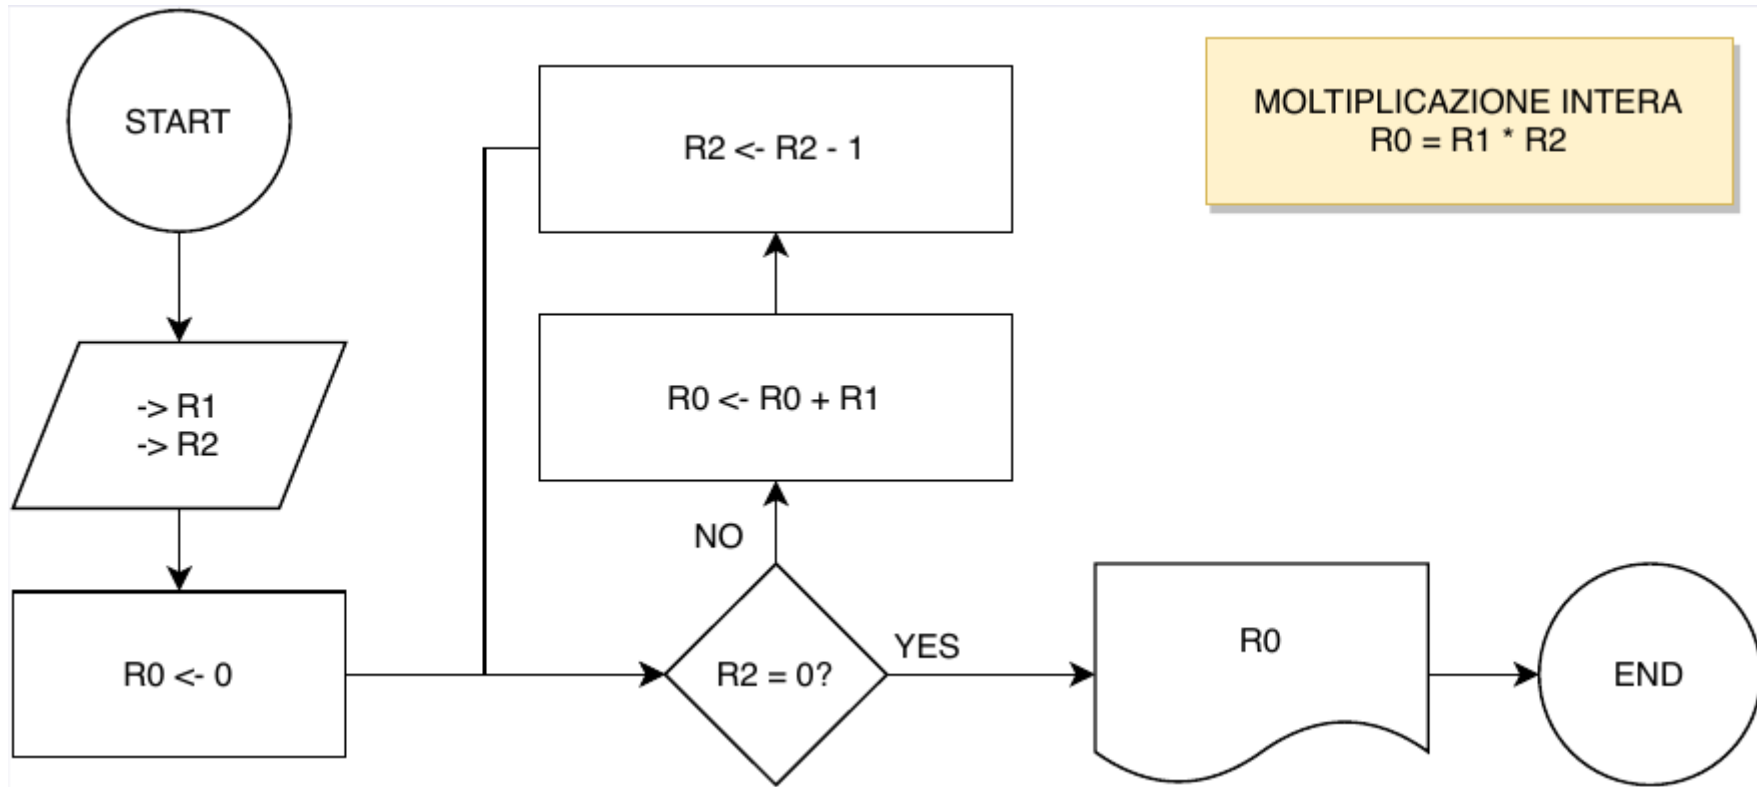 START
-> R1
-> R2
R0 <- 0
R2 <- R2 - 1
R0 <- R0 + R1
NO
R2 = 0?
YES
R0
END
MOLTIPLICAZIONE INTERA
R0 = R1 * R2